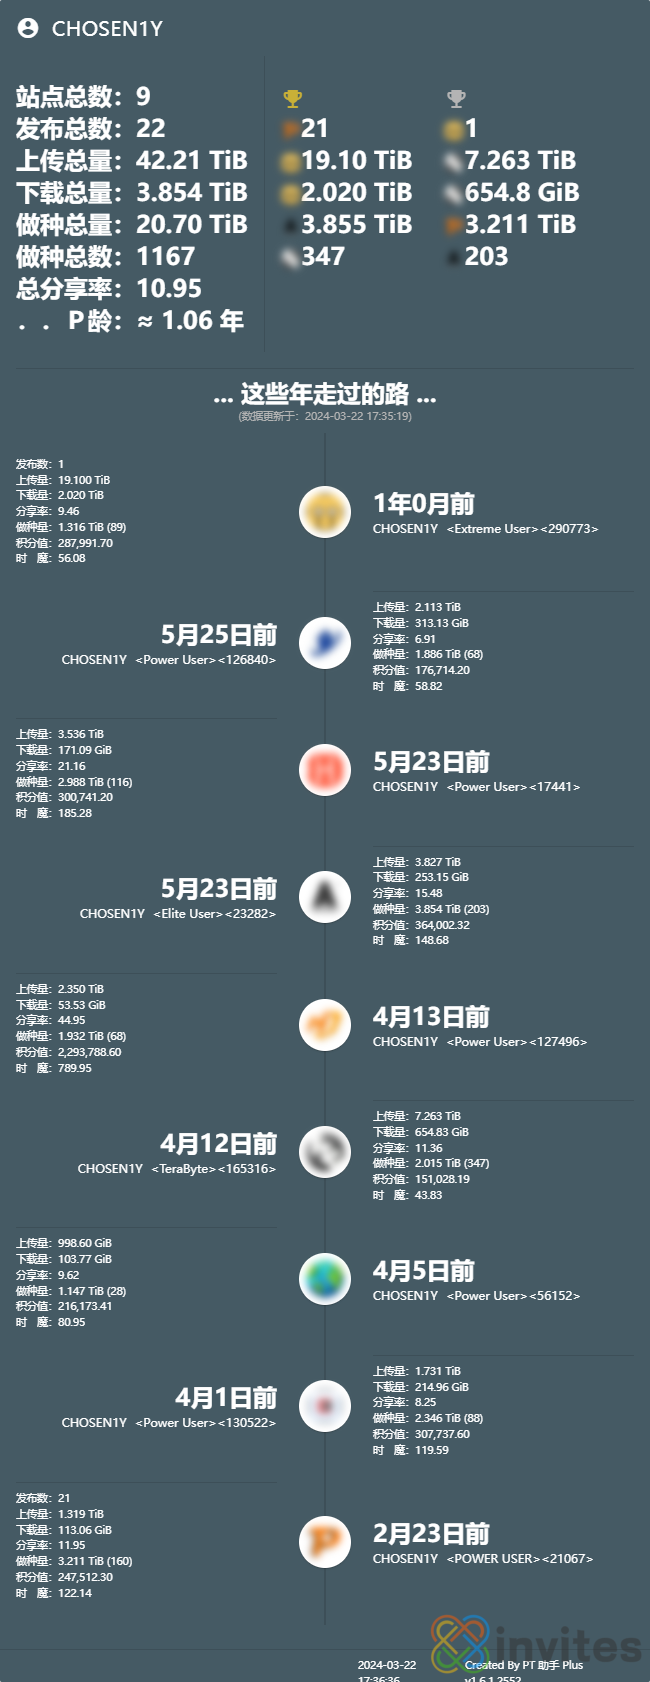 CHOSEN1Y
站点总数：9
发布总数：22
上传总量：42.21 TiB
下载总量：3.854 TiB
做种总量：20.70 TiB
做种总数：1167
总分享率：10.95
．．P龄：≈ 1.06 年
21
19.10 TiB
2.020 TiB
3.855 TiB
347
1
7.263 TiB
654.8 GiB
3.211 TiB
203
... 这些年走过的路 ...
(数据更新于：2024-03-22 17:35:19)
发布数：1
上传量：19.100 TiB
下载量：2.020 TiB
分享率：9.46
做种量：1.316 TiB (89)
积分值：287,991.70
时　魔：56.08
1年0月前
CHOSEN1Y <Extreme User><290773>
5月25日前
CHOSEN1Y <Power User><126840>
上传量：2.113 TiB
下载量：313.13 GiB
分享率：6.91
做种量：1.886 TiB (68)
积分值：176,714.20
时　魔：58.82
上传量：3.536 TiB
下载量：171.09 GiB
分享率：21.16
做种量：2.988 TiB (116)
积分值：300,741.20
时　魔：185.28
5月23日前
CHOSEN1Y <Power User><17441>
5月23日前
CHOSEN1Y <Elite User><23282>
上传量：3.827 TiB
下载量：253.15 GiB
分享率：15.48
做种量：3.854 TiB (203)
积分值：364,002.32
时　魔：148.68
上传量：2.350 TiB
下载量：53.53 GiB
分享率：44.95
做种量：1.932 TiB (68)
积分值：2,293,788.60
时　魔：789.95
4月13日前
CHOSEN1Y <Power User><127496>
4月12日前
CHOSEN1Y <TeraByte><165316>
上传量：7.263 TiB
下载量：654.83 GiB
分享率：11.36
做种量：2.015 TiB (347)
积分值：151,028.19
时　魔：43.83
上传量：998.60 GiB
下载量：103.77 GiB
分享率：9.62
做种量：1.147 TiB (28)
积分值：216,173.41
时　魔：80.95
4月5日前
CHOSEN1Y <Power User><56152>
4月1日前
CHOSEN1Y <Power User><130522>
上传量：1.731 TiB
下载量：214.96 GiB
分享率：8.25
做种量：2.346 TiB (88)
积分值：307,737.60
时　魔：119.59
发布数：21
上传量：1.319 TiB
下载量：113.06 GiB
分享率：11.95
做种量：3.211 TiB (160)
积分值：247,512.30
时　魔：122.14
2月23日前
CHOSEN1Y <POWER USER><21067>
invites
2024-03-22
17:36:36
Created By PT 助手 Plus
v1.6.1.2552